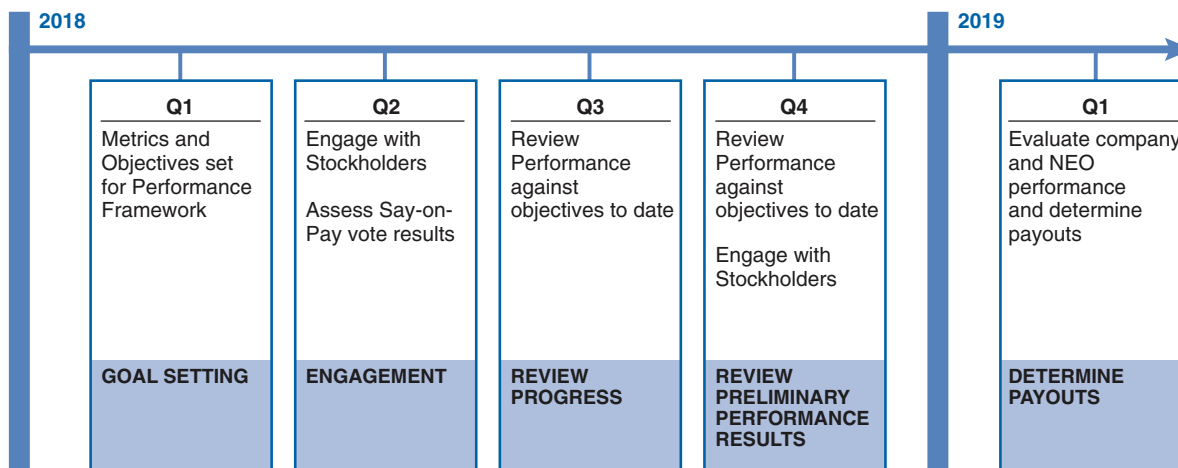 2018
2019
Q1
Metrics and
Objectives set
for Performance
Framework
GOAL SETTING
Q2
Engage with
Stockholders
Assess Say-on-
Pay vote results
ENGAGEMENT
Q3
Review
Performance
against
objectives to date
REVIEW
PROGRESS
Q4
Review
Performance
against
objectives to date
Engage with
Stockholders
REVIEW
PRELIMINARY
PERFORMANCE
RESULTS
Q1
Evaluate company
and NEO
performance
and determine
payouts
DETERMINE
PAYOUTS